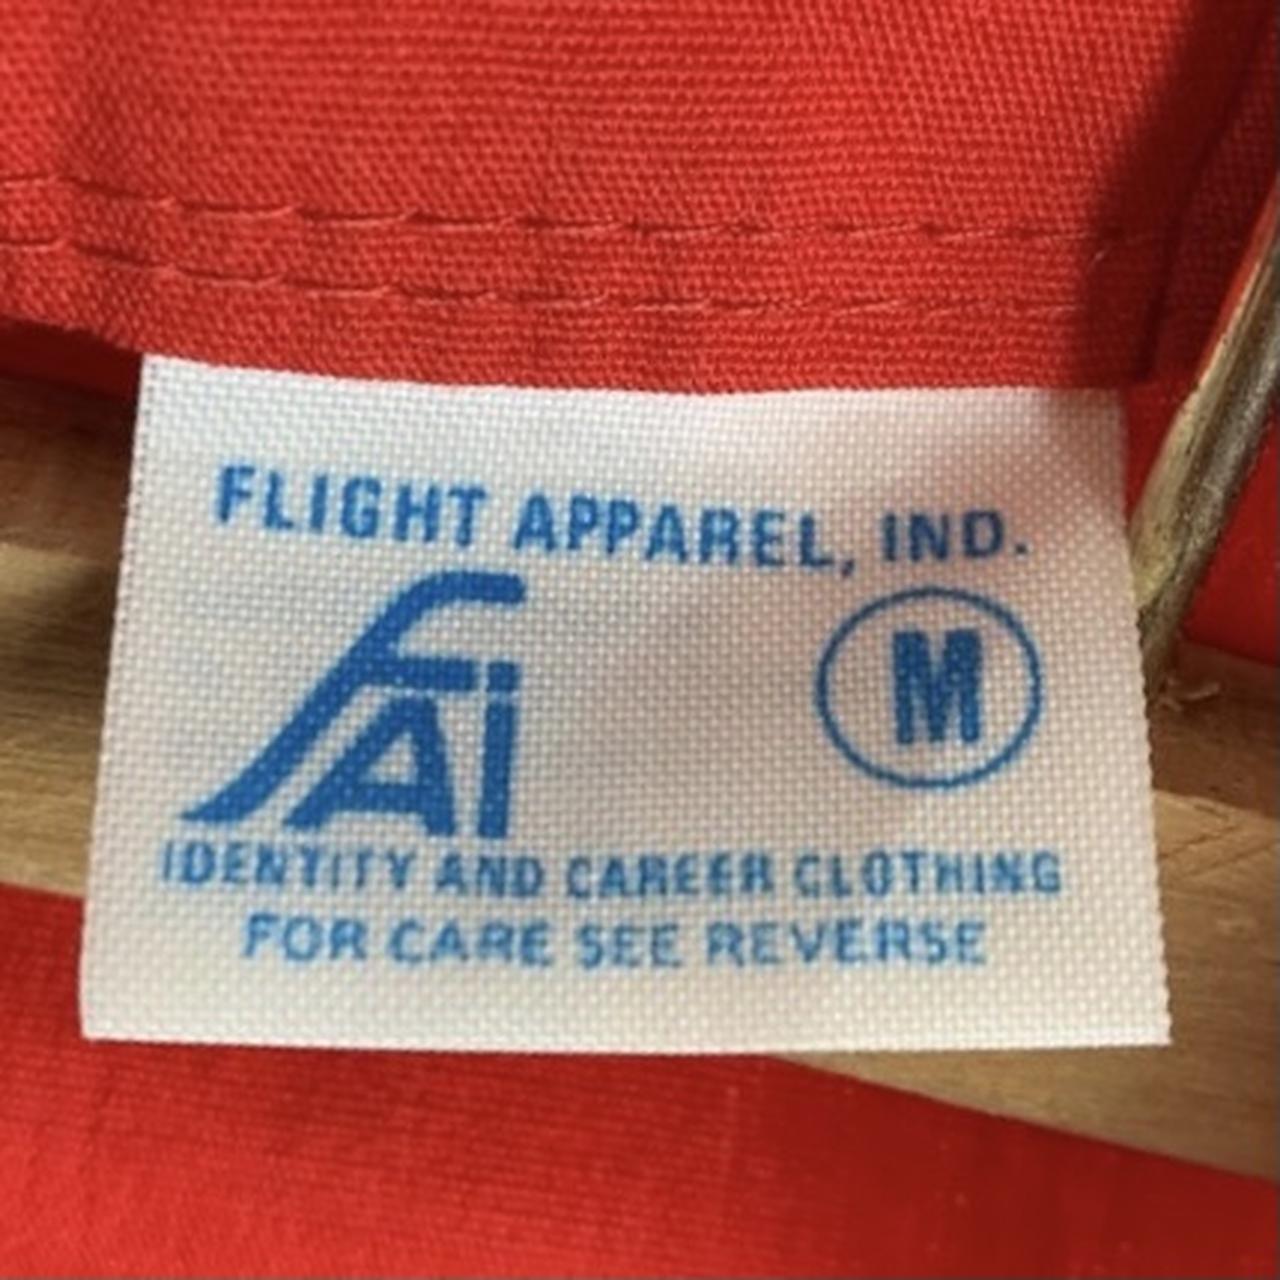 FLIGHT APPAREL, IND.
FAI
M
IDENTITY AND CAREER CLOTHING
FOR CARE SEE REVERSE